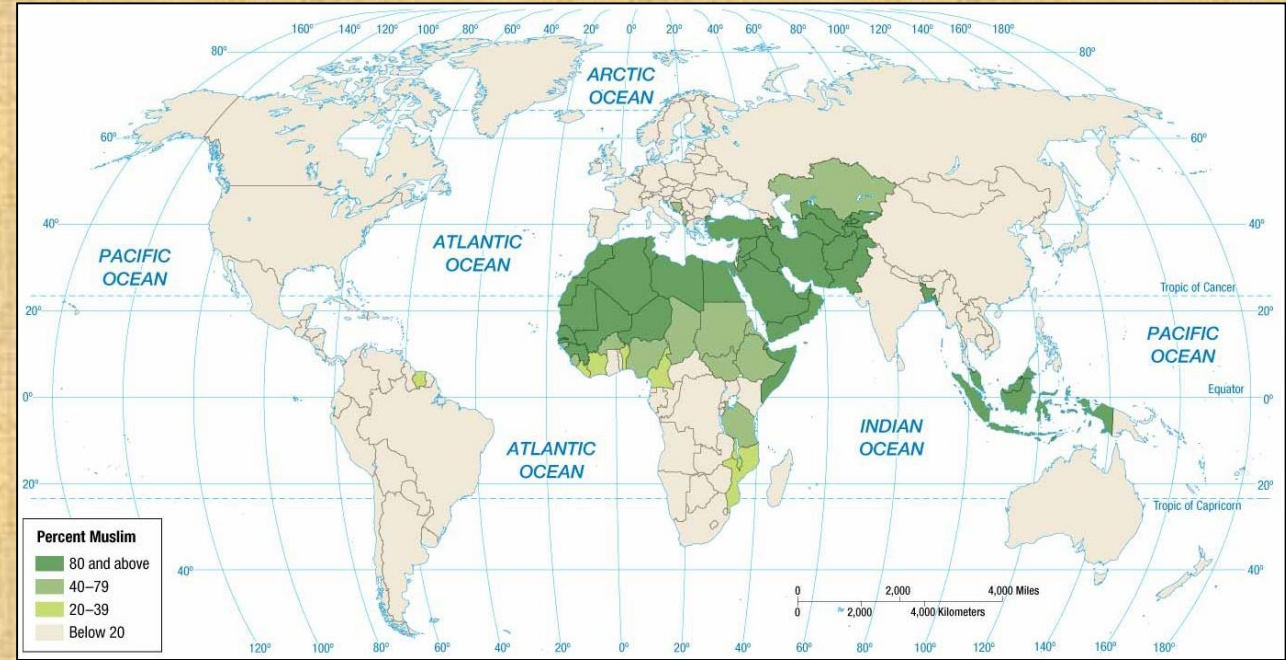 160° 140° 120° 100° 80° 60° 40° 20° 0° 20° 40° 60° 80° 100° 120° 140° 160° 180°
80° 80°
ARCTIC
OCEAN
60° 60°
40° 40°
ATLANTIC
OCEAN
PACIFIC
OCEAN
Tropic of Cancer
20° 20°
PACIFIC
OCEAN
Equator
0° 0°
INDIAN
OCEAN
ATLANTIC
OCEAN
20° 20°
Tropic of Capricorn
Percent Muslim
80 and above
40–79
20–39
Below 20
40° 40°
0 2,000 4,000 Miles
0 2,000 4,000 Kilometers
120° 100° 80° 60° 40° 20° 0° 20° 40° 60° 80° 100° 120° 140° 160° 180°